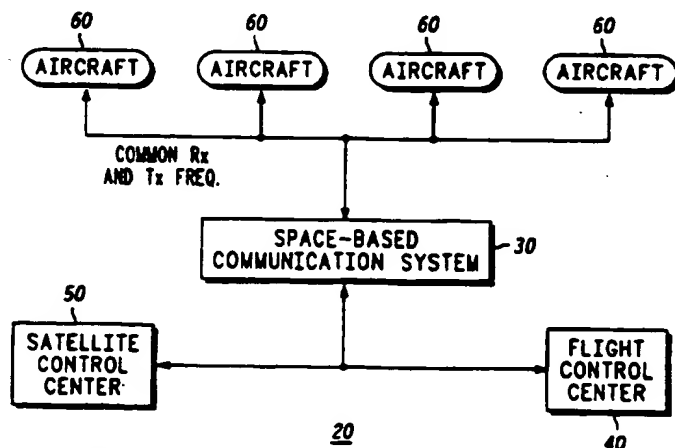 60 60 60 60
AIRCRAFT AIRCRAFT AIRCRAFT AIRCRAFT
COMMON Rx
AND Tx FREQ.
SPACE-BASED
COMMUNICATION SYSTEM
30
50
SATELLITE
CONTROL
CENTER
FLIGHT
CONTROL
CENTER
20
40